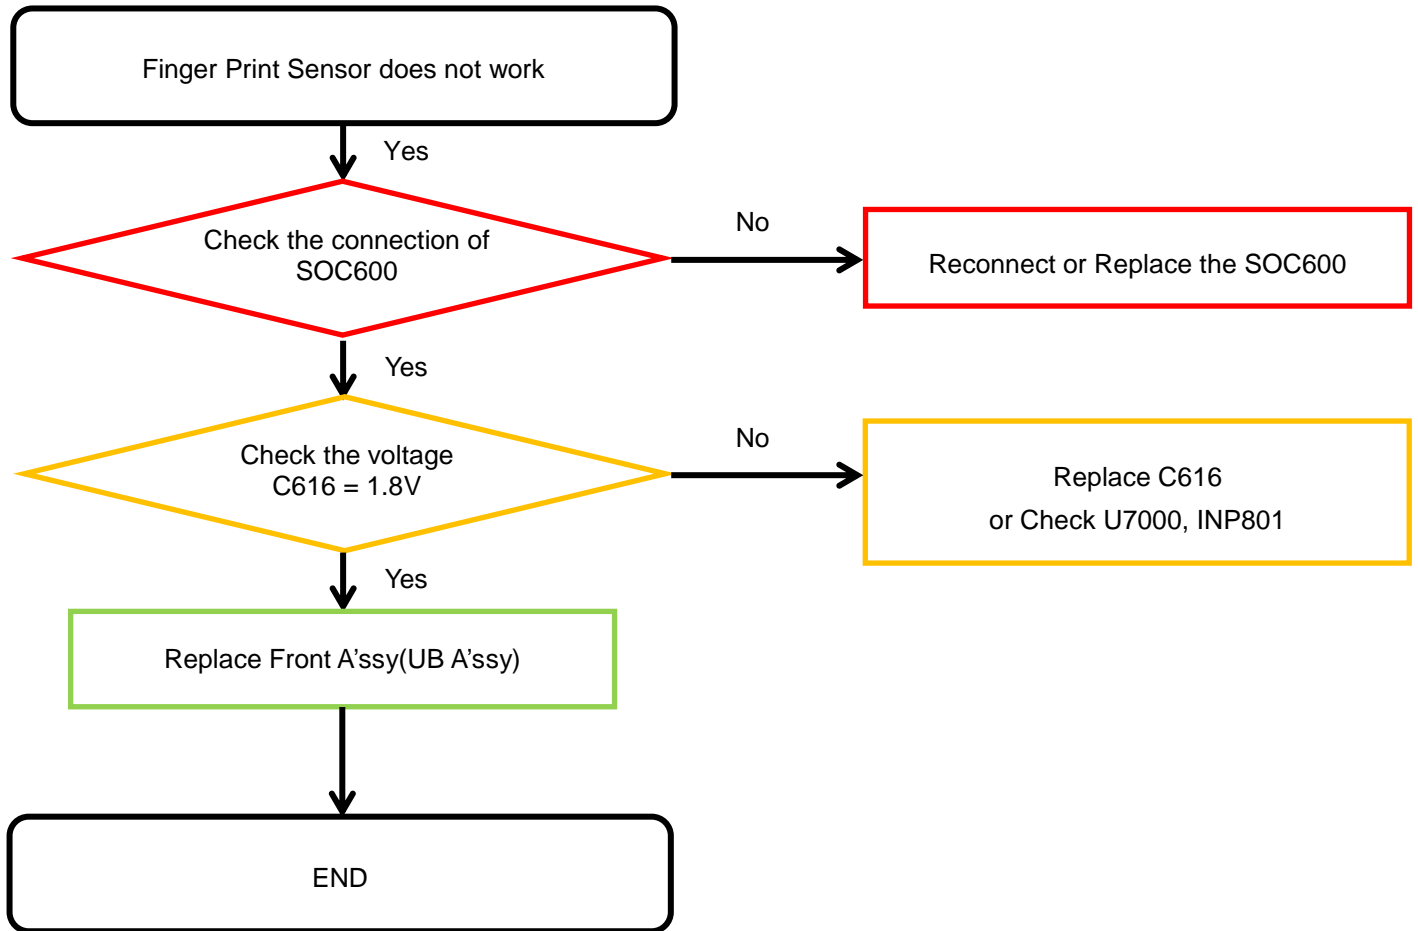 Finger Print Sensor does not work
Yes
Check the connection of
SOC600
No
Reconnect or Replace the SOC600
Yes
Check the voltage
C616 = 1.8V
No
Replace C616
or Check U7000, INP801
Yes
Replace Front A’ssy(UB A’ssy)
END